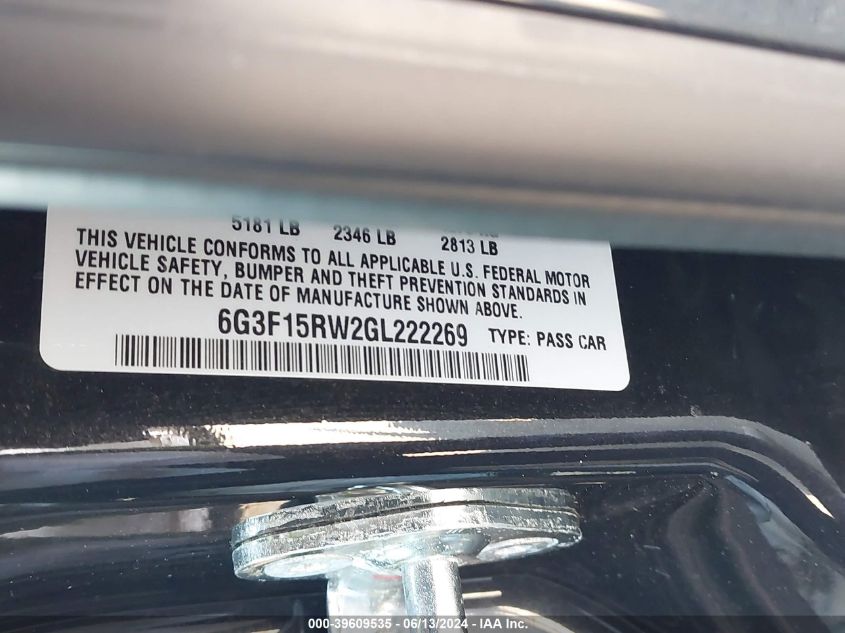 5181 LB 2346 LB 2813 LB
THIS VEHICLE CONFORMS TO ALL APPLICABLE U.S. FEDERAL MOTOR
VEHICLE SAFETY, BUMPER AND THEFT PREVENTION STANDARDS IN
EFFECT ON THE DATE OF MANUFACTURE SHOWN ABOVE.
6G3F15RW2GL222269 TYPE: PASS CAR
000-39609535 - 06/13/2024 - IAA Inc.